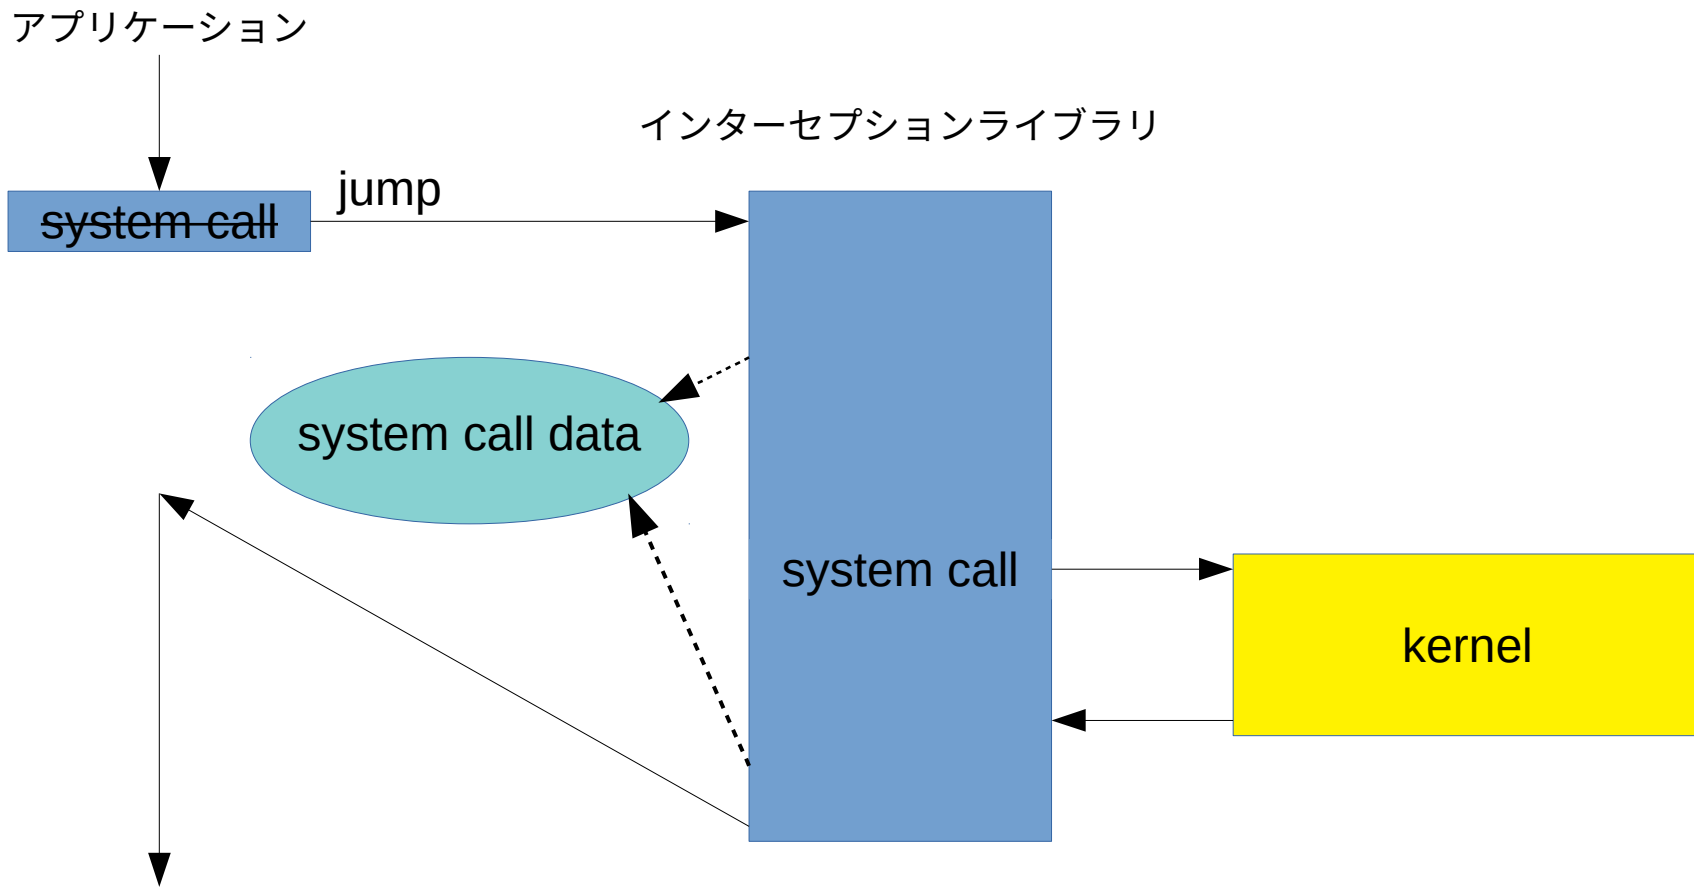 アプリケーション
インターセプションライブラリ
jump
system call
system call data
system call
kernel